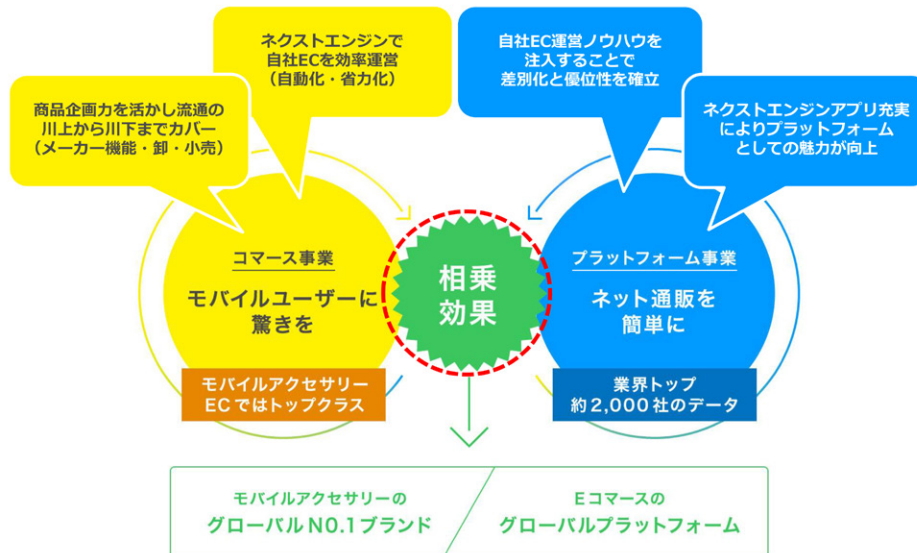 ネクストエンジンで
自社ECを効率運営
（自動化・省力化）
自社EC運営ノウハウを
注入することで
差別化と優位性を確立
商品企画力を活かし流通の
川上から川下までカバー
（メーカー機能・卸・小売）
ネクストエンジンアプリ充実
によりプラットフォーム
としての魅力が向上
コマース事業
モバイルユーザーに
驚きを
相乗
効果
プラットフォーム事業
ネット通販を
簡単に
モバイルアクセサリー
ECではトップクラス
業界トップ
約2,000社のデータ
モバイルアクセサリーの
グローバルN0.1ブランド
Eコマースの
グローバルプラットフォーム